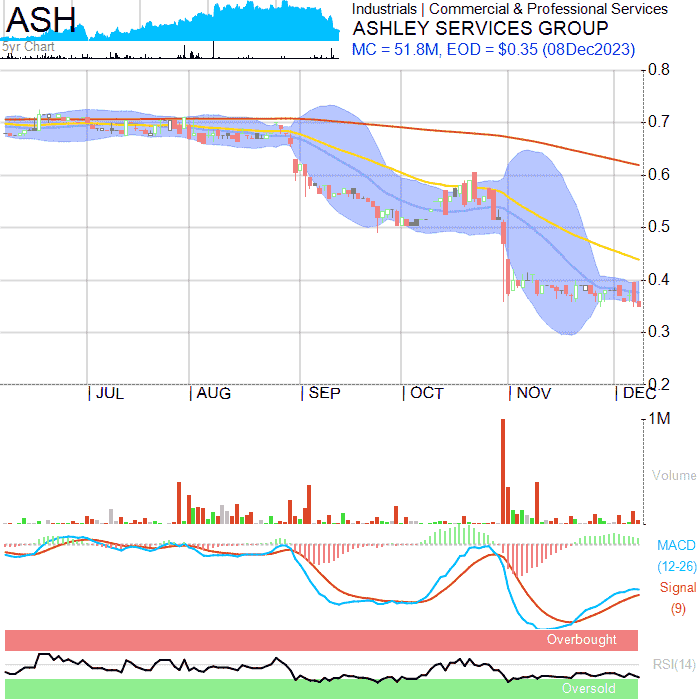 ASH
5yr Chart
Industrials | Commercial & Professional Services
ASHLEY SERVICES GROUP
MC = 51.8M, EOD = $0.35 (08Dec2023)
0.8
0.7
0.6
0.5
0.4
0.3
0.2
JUL AUG SEP OCT NOV DEC
1M
Volume
MACD
(12-26)
Signal
(9)
Overbought
RSI(14)
Oversold